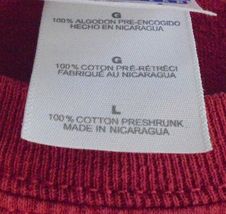 G
100% ALGODON PRE-ENCOGIDO
HECHO EN NICARAGUA
G
100% COTON PRÉ-RÉTRÉCI
FABRIQUÉ AU NICARAGUA
L
100% COTTON PRESHRUNK
MADE IN NICARAGUA